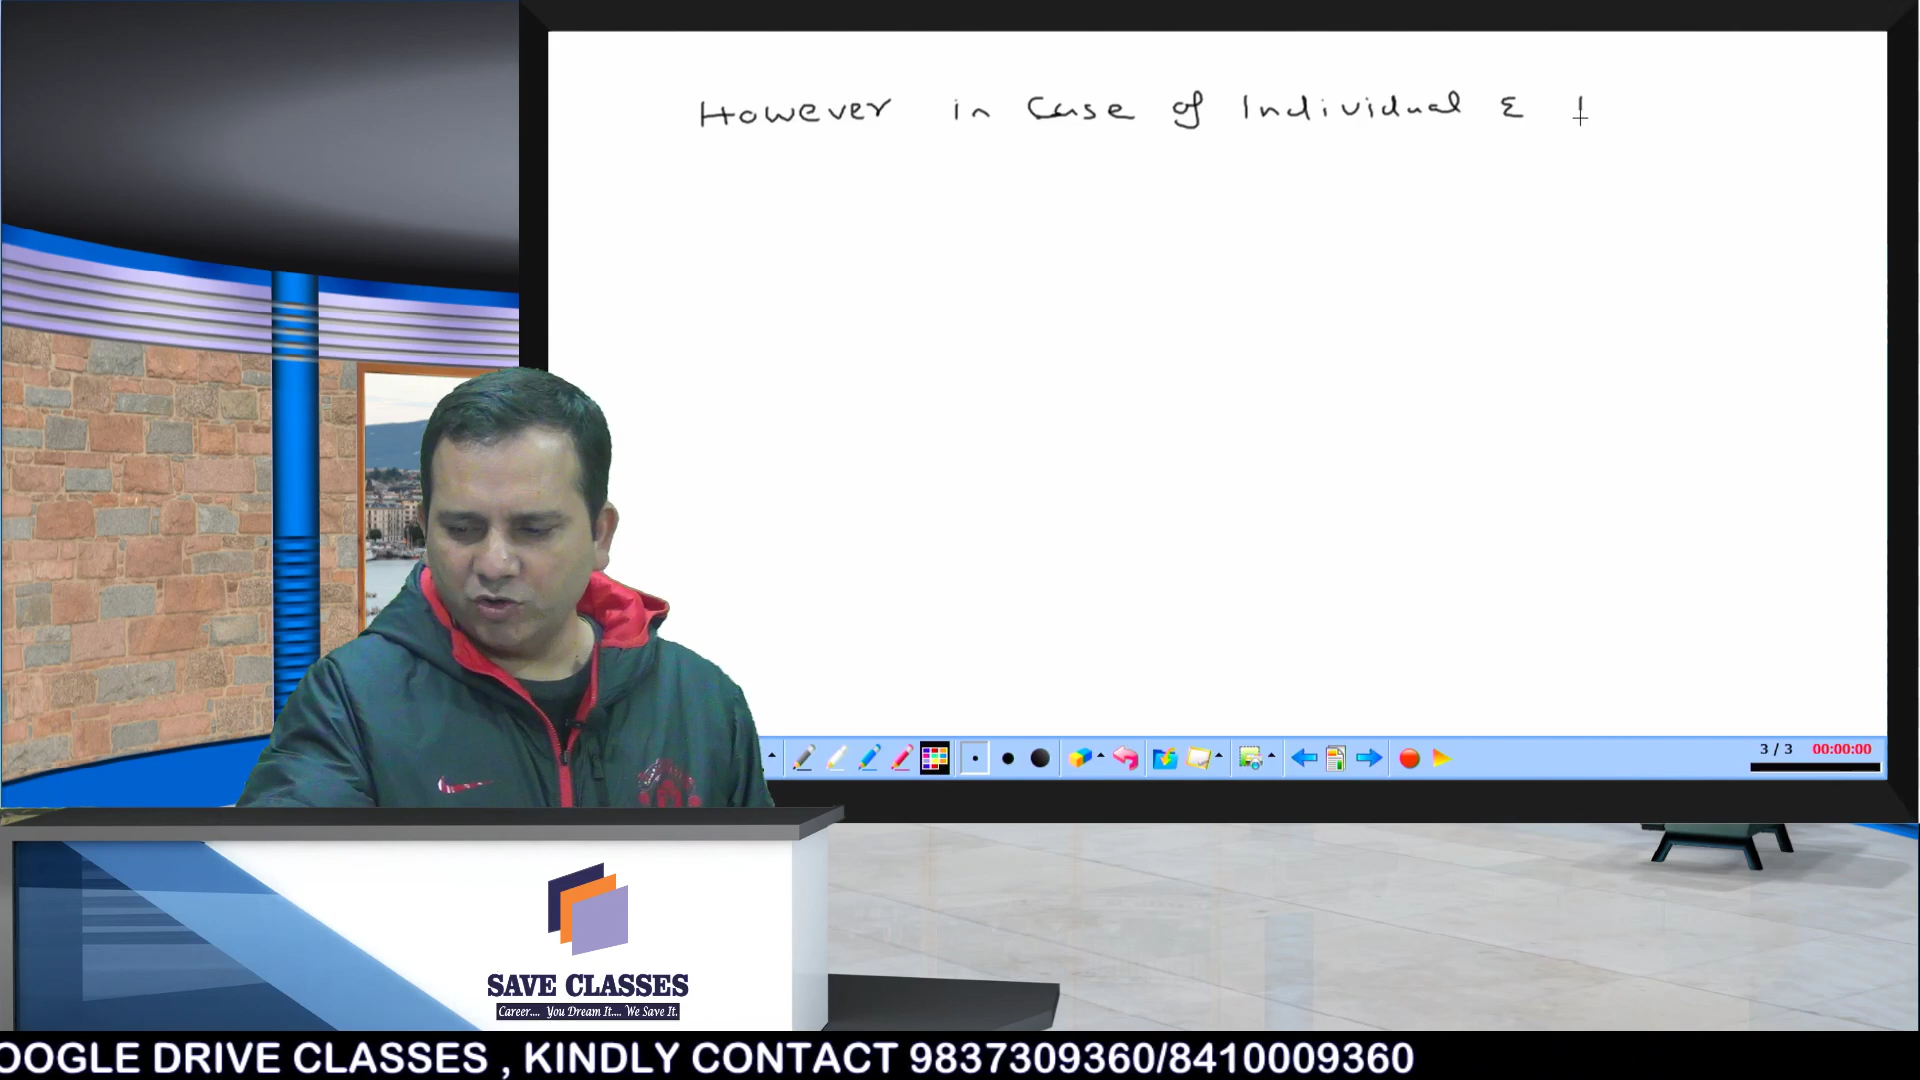 However in Case of Individual &
3 / 3 00:00:00
SAVE CLASSES
Career.... You Dream It.... We Save It.
OOGLE DRIVE CLASSES , KINDLY CONTACT 9837309360/8410009360